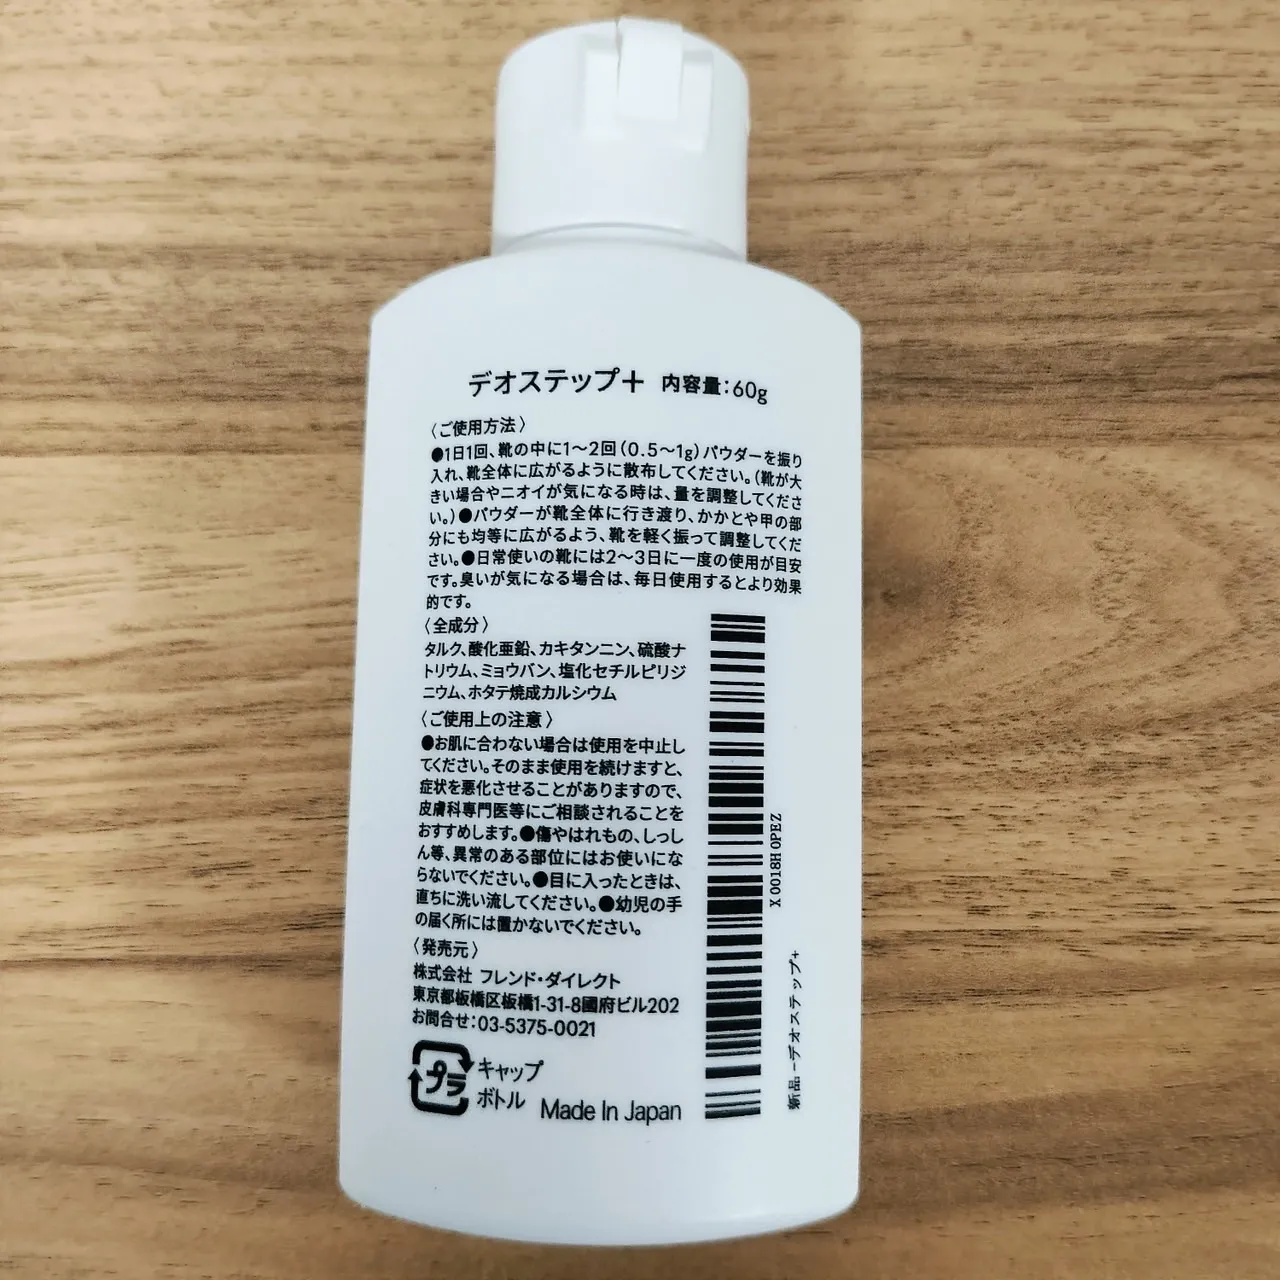 デオステップ＋ 内容量：60g
〈ご使用方法〉
●1日1回、靴の中に1～2回（0.5～1g）パウダーを振り
入れ、靴全体に広がるように散布してください。（靴が大
きい場合やニオイが気になる時は、量を調整してくださ
い。）●パウダーが靴全体に行き渡り、かかとや甲の部
分にも均等に広がるよう、靴を軽く振って調整してくだ
さい。●日常使いの靴には2～3日に一度の使用が目安
です。臭いが気になる場合は、毎日使用するとより効果
的です。
〈全成分〉
タルク、酸化亜鉛、カキタンニン、硫酸ナ
トリウム、ミョウバン、塩化セチルピリジ
ニウム、ホタテ焼成カルシウム
〈ご使用上の注意〉
●お肌に合わない場合は使用を中止し
てください。そのまま使用を続けますと、
症状を悪化させることがありますので、
皮膚科専門医等にご相談されることを
おすすめします。●傷やはれもの、しっし
ん等、異常のある部位にはお使いにな
らないでください。●目に入ったときは、
直ちに洗い流してください。●幼児の手
の届く所には置かないでください。
〈発売元〉
株式会社 フレンド・ダイレクト
東京都板橋区板橋1-31-8國府ビル202
お問合せ：03-5375-0021
プラ
キャップ
ボトル
Made In Japan
X0018H0PEZ
新品 - デオステップ+